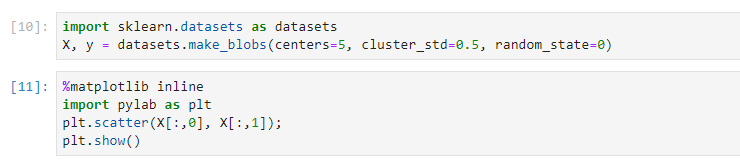 [10]: import sklearn.datasets as datasets
X, y = datasets.make_blobs(centers=5, cluster_std=0.5, random_state=0)
[11]: %matplotlib inline
import pylab as plt
plt.scatter(X[:,0], X[:,1]);
plt.show()